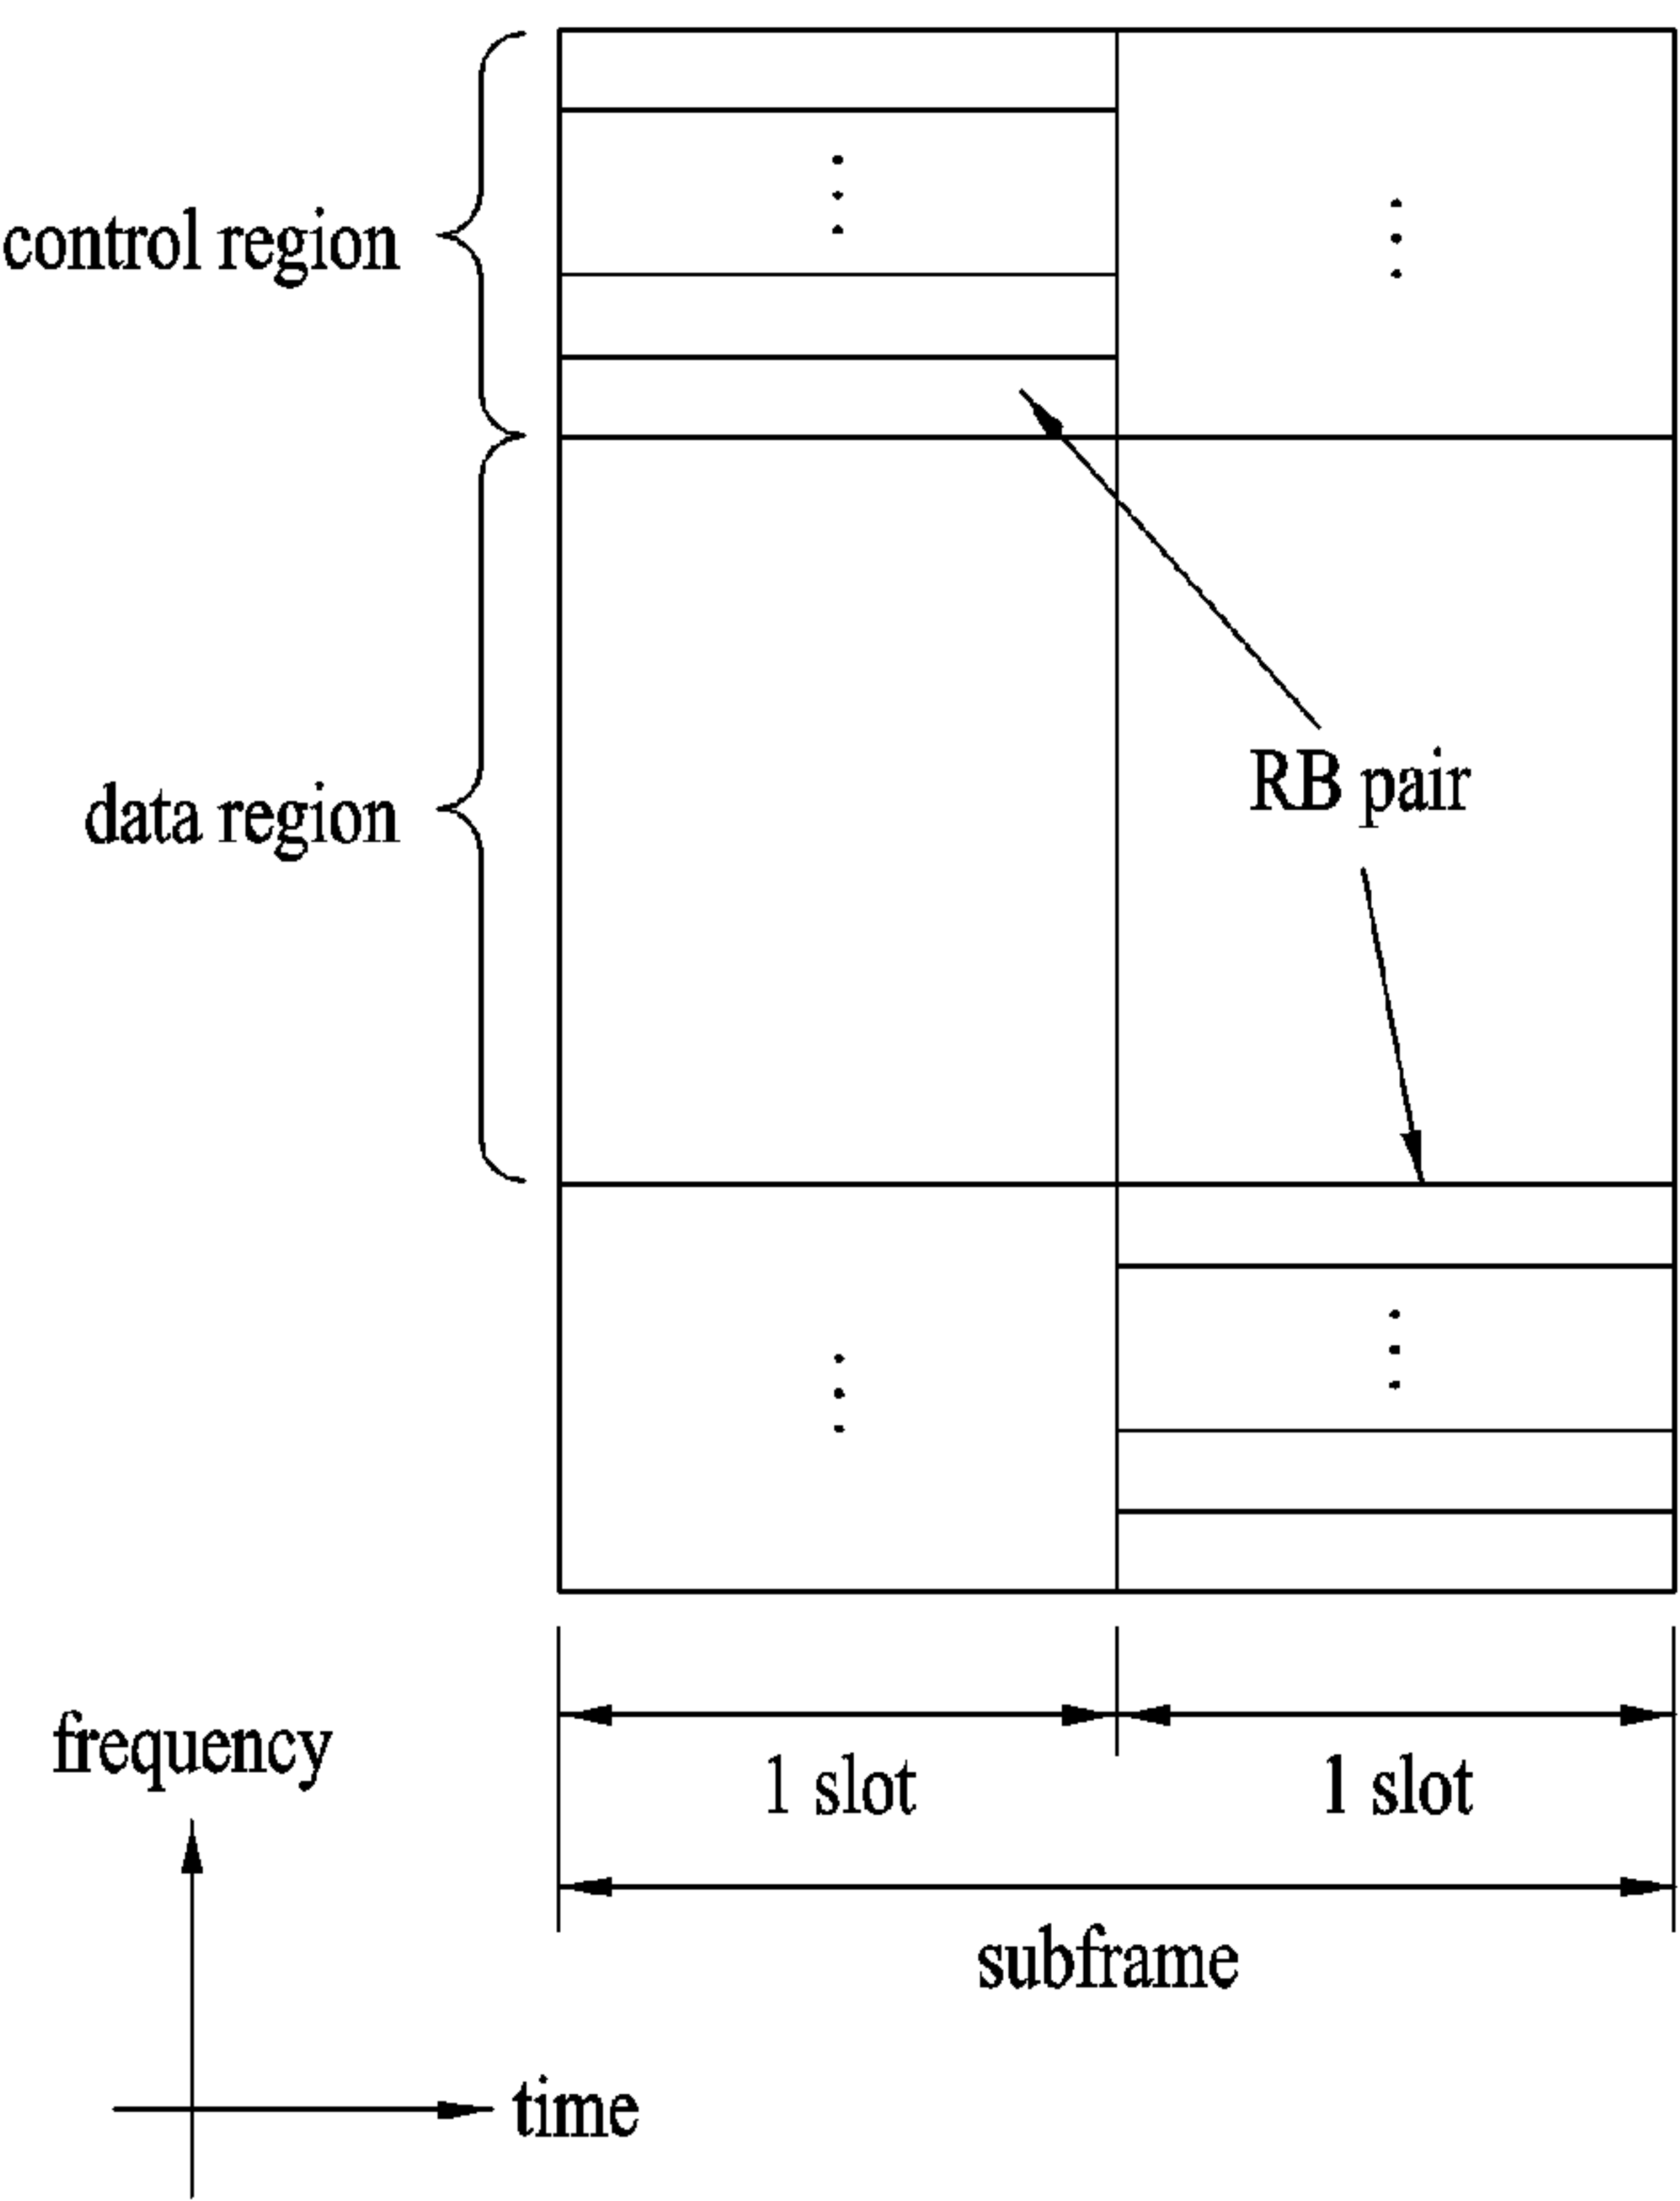 control region
data region
RB pair
1 slot
1 slot
subframe
frequency
time